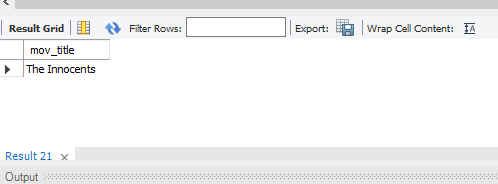 Result Grid Filter Rows: Export: Wrap Cell Content:
mov_title
The Innocents
Result 21 ×
Output